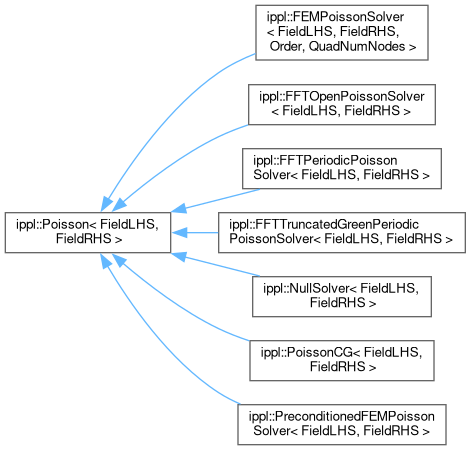 ippl::FEMPoissonSolver
< FieldLHS, FieldRHS,
Order, QuadNumNodes >
ippl::FFTOpenPoissonSolver
< FieldLHS, FieldRHS >
ippl::FFTPeriodicPoisson
Solver< FieldLHS, FieldRHS >
ippl::Poisson< FieldLHS,
FieldRHS >
ippl::FFTTruncatedGreenPeriodic
PoissonSolver< FieldLHS, FieldRHS >
ippl::NullSolver< FieldLHS,
FieldRHS >
ippl::PoissonCG< FieldLHS,
FieldRHS >
ippl::PreconditionedFEMPoisson
Solver< FieldLHS, FieldRHS >